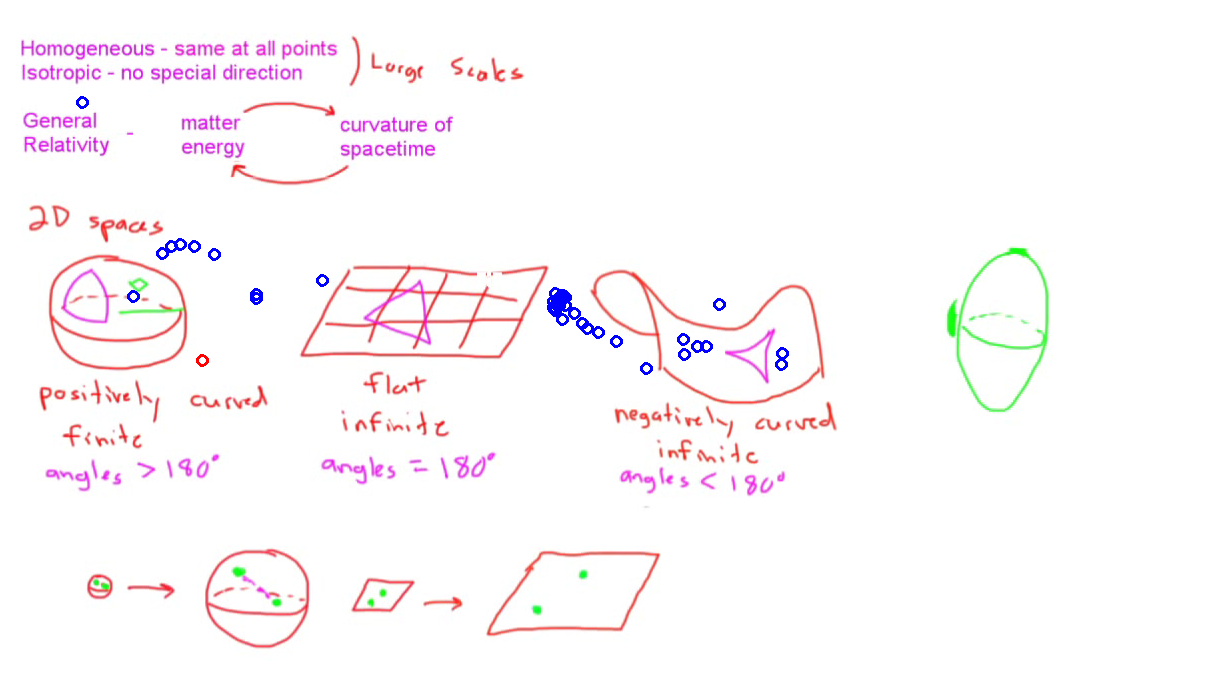 Homogeneous - same at all points
Isotropic - no special direction
) Large Scales
General Relativity -
matter energy
curvature of spacetime
2D spaces
positively curved
finite
angles > 180°
flat
infinite
angles = 180°
negatively curved
infinite
angles < 180°